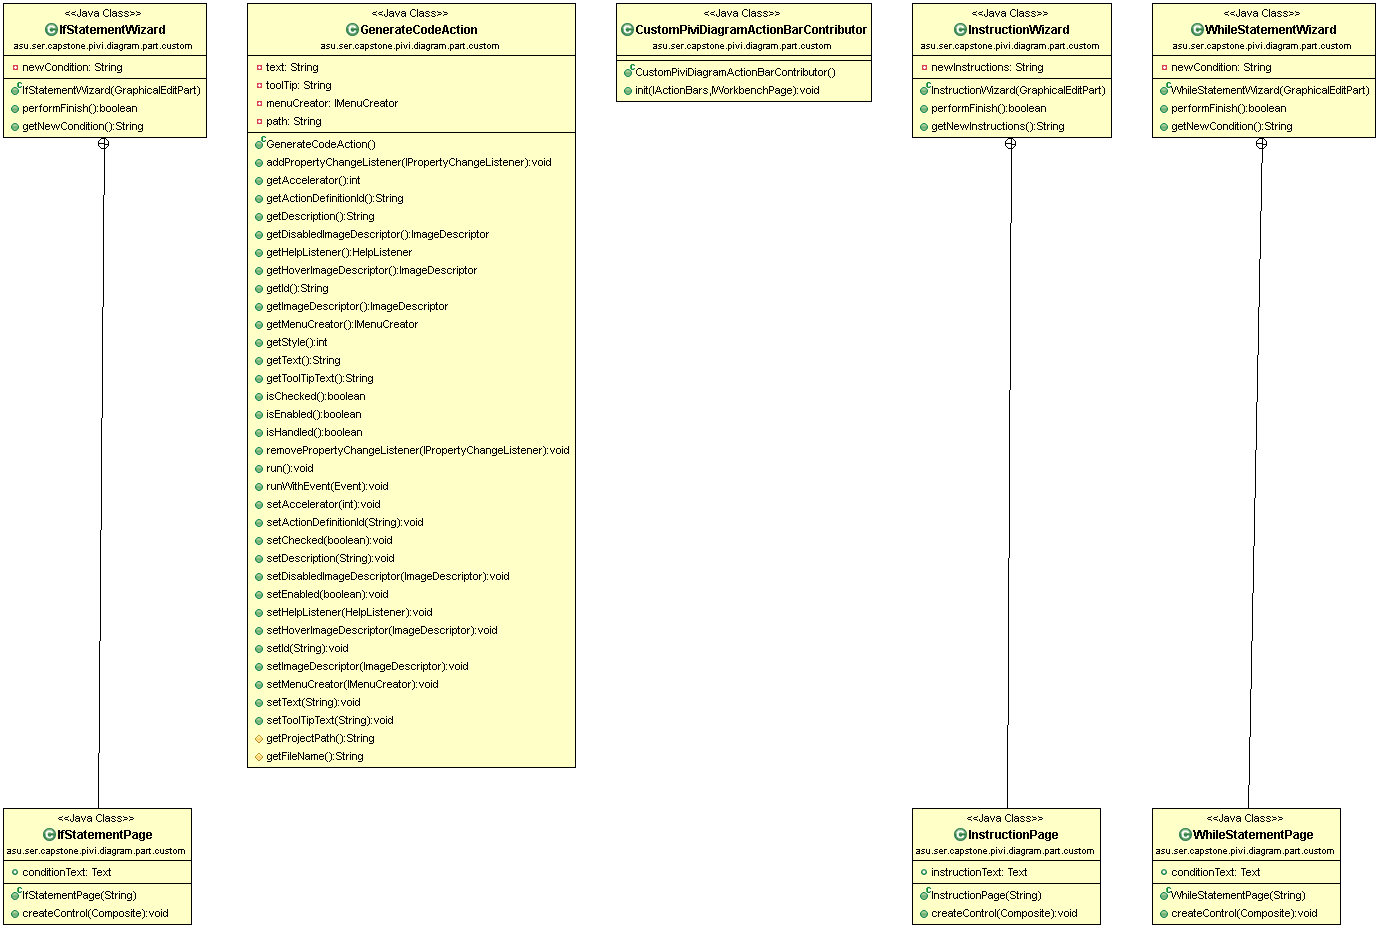 <<Java Class>>
IfStatementWizard
asu.ser.capstone.pivi.diagram.part.custom
newCondition: String
IfStatementWizard(GraphicalEditPart)
performFinish():boolean
getNewCondition():String
<<Java Class>>
GenerateCodeAction
asu.ser.capstone.pivi.diagram.part.custom
text: String
toolTip: String
menuCreator: IMenuCreator
path: String
GenerateCodeAction()
addPropertyChangeListener(IPropertyChangeListener):void
getAccelerator():int
getActionDefinitionId():String
getDescription():String
getDisabledImageDescriptor():ImageDescriptor
getHelpListener():HelpListener
getHoverImageDescriptor():ImageDescriptor
getId():String
getImageDescriptor():ImageDescriptor
getMenuCreator():IMenuCreator
getStyle():int
getText():String
getToolTipText():String
isChecked():boolean
isEnabled():boolean
isHandled():boolean
removePropertyChangeListener(IPropertyChangeListener):void
run():void
runWithEvent(Event):void
setAccelerator(int):void
setActionDefinitionId(String):void
setChecked(boolean):void
setDescription(String):void
setDisabledImageDescriptor(ImageDescriptor):void
setEnabled(boolean):void
setHelpListener(HelpListener):void
setHoverImageDescriptor(ImageDescriptor):void
setId(String):void
setImageDescriptor(ImageDescriptor):void
setMenuCreator(IMenuCreator):void
setText(String):void
setToolTipText(String):void
getProjectPath():String
getFileName():String
<<Java Class>>
CustomPiviDiagramActionBarContributor
asu.ser.capstone.pivi.diagram.part.custom
CustomPiviDiagramActionBarContributor()
init(IActionBars,IWorkbenchPage):void
<<Java Class>>
InstructionWizard
asu.ser.capstone.pivi.diagram.part.custom
newInstructions: String
InstructionWizard(GraphicalEditPart)
performFinish():boolean
getNewInstructions():String
<<Java Class>>
WhileStatementWizard
asu.ser.capstone.pivi.diagram.part.custom
newCondition: String
WhileStatementWizard(GraphicalEditPart)
performFinish():boolean
getNewCondition():String
<<Java Class>>
IfStatementPage
asu.ser.capstone.pivi.diagram.part.custom
conditionText: Text
IfStatementPage(String)
createControl(Composite):void
<<Java Class>>
InstructionPage
asu.ser.capstone.pivi.diagram.part.custom
instructionText: Text
InstructionPage(String)
createControl(Composite):void
<<Java Class>>
WhileStatementPage
asu.ser.capstone.pivi.diagram.part.custom
conditionText: Text
WhileStatementPage(String)
createControl(Composite):void